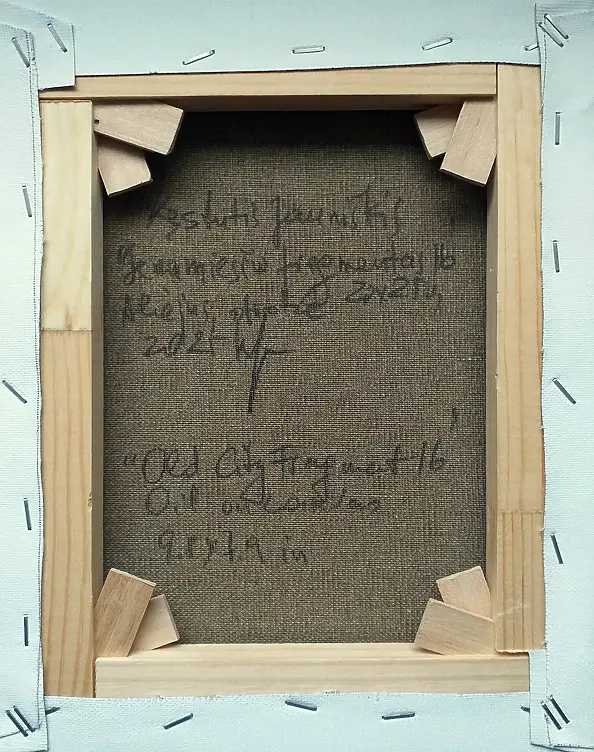 Kęstutis Jauniškis
"Senamiesčio fragmentas 16
Aliejus, drobė
2021
"Old City Fragment-16"
Oil on canvas
9.8x7.9 in